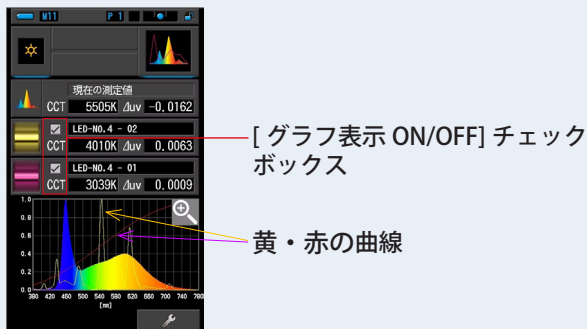 M11 P 1
現在の測定値
CCT 5505K ⊿uv -0.0162
LED-NO.4 - 02
CCT 4010K ⊿uv 0.0063
LED-NO.4 - 01
CCT 3039K ⊿uv 0.0009
[ グラフ表示 ON/OFF] チェック
ボックス
黄・赤の曲線
1.0
0.8
0.6
0.4
0.2
0.0
380 420 460 500 540 580 620 660 700 740 780
[nm]